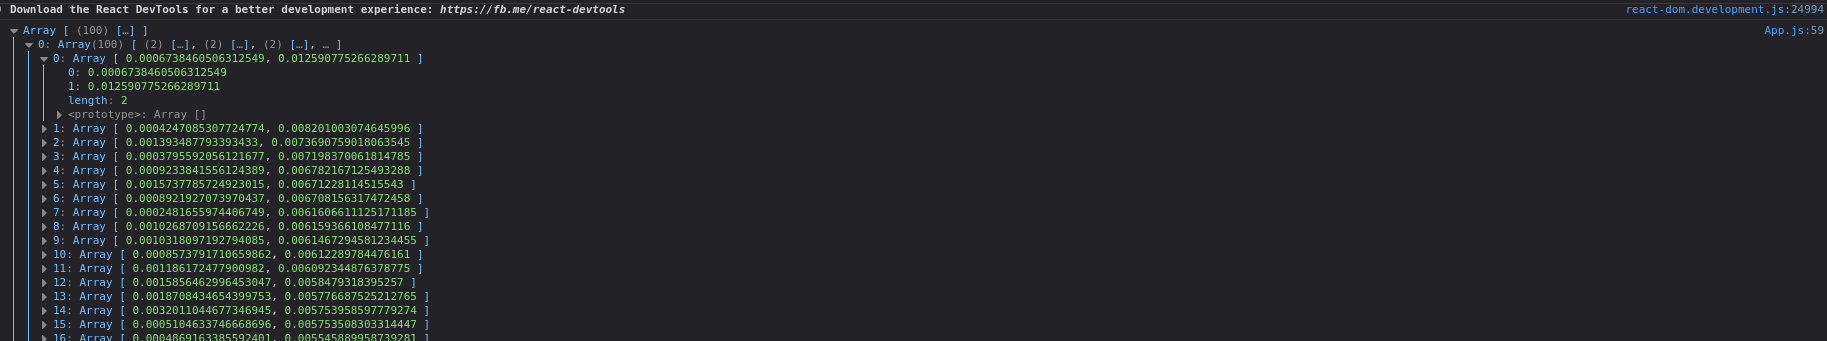 Download the React DevTools for a better development experience: https://fb.me/react-devtools react-dom.development.js:24994
Array [ (100) […] ] App.js:59
0: Array(100) [ (2) […], (2) […], (2) […], … ]
0: Array [ 0.0006738460506312549, 0.012590775266289711 ]
0: 0.0006738460506312549
1: 0.012590775266289711
length: 2
<prototype>: Array []
1: Array [ 0.0004247085307724774, 0.008201003074645996 ]
2: Array [ 0.001393487793393433, 0.0073690759018063545 ]
3: Array [ 0.0003795592056121677, 0.007198370061814785 ]
4: Array [ 0.0009233841556124389, 0.006782167125493288 ]
5: Array [ 0.0015737785724923015, 0.00671228114515543 ]
6: Array [ 0.0008921927073970437, 0.006708156317472458 ]
7: Array [ 0.0002481655974406749, 0.0061606611125171185 ]
8: Array [ 0.0010268709156662226, 0.006159366108477116 ]
9: Array [ 0.0010318097192794085, 0.0061467294581234455 ]
10: Array [ 0.0008573791710659862, 0.00612289784476161 ]
11: Array [ 0.001186172477900982, 0.006092344876378775 ]
12: Array [ 0.0015856462996453047, 0.0058479318395257 ]
13: Array [ 0.0018708434654399753, 0.005776687525212765 ]
14: Array [ 0.0032011044677346945, 0.005753958597779274 ]
15: Array [ 0.0005104633746668696, 0.005753508303314447 ]
16: Array [ 0.0004869163385592401, 0.005545889958739281 ]